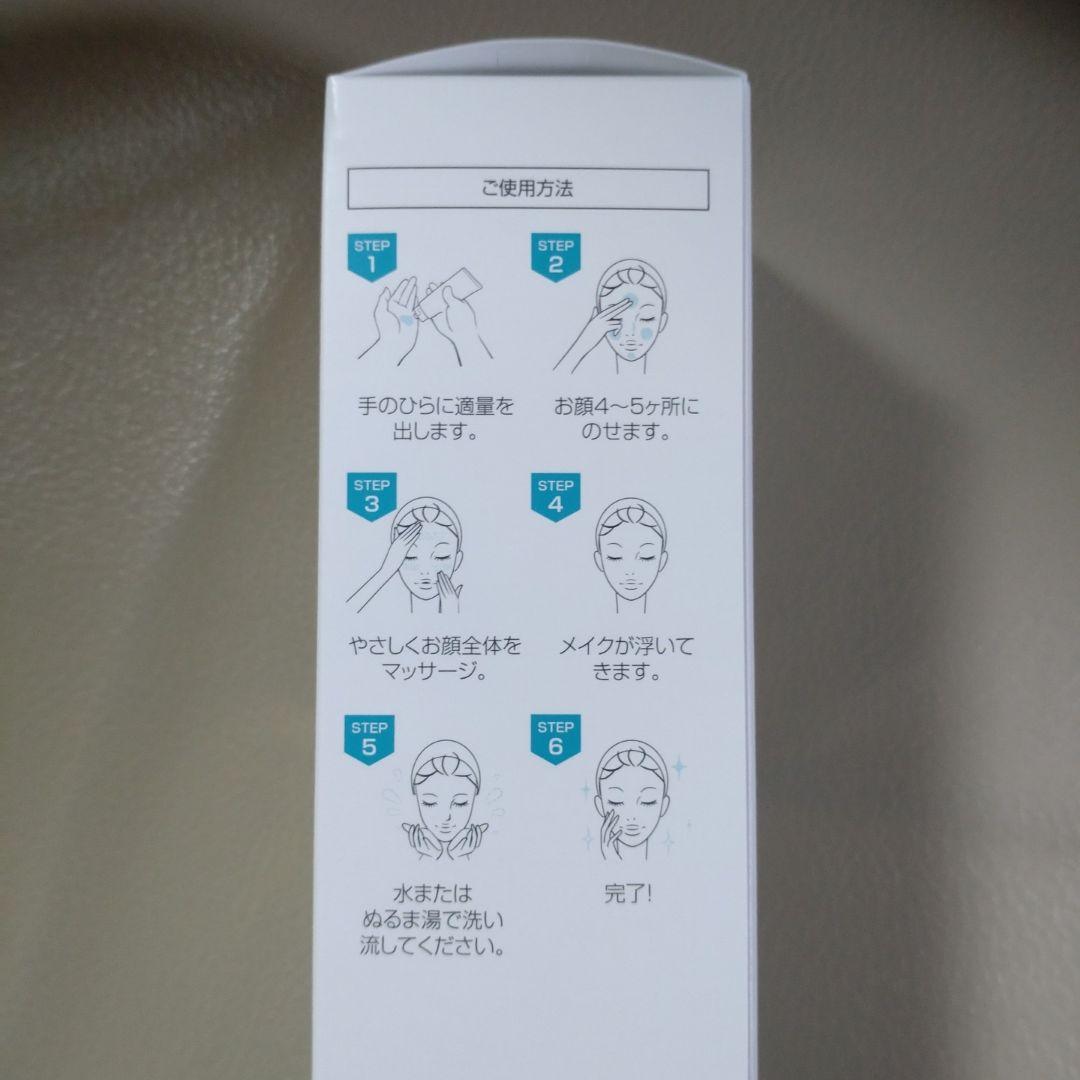 ご使用方法
STEP
1
手のひらに適量を
出します。
STEP
2
お顔4～5ヶ所に
のせます。
STEP
3
やさしくお顔全体を
マッサージ。
STEP
4
メイクが浮いて
きます。
STEP
5
水または
ぬるま湯で洗い
流してください。
STEP
6
完了!